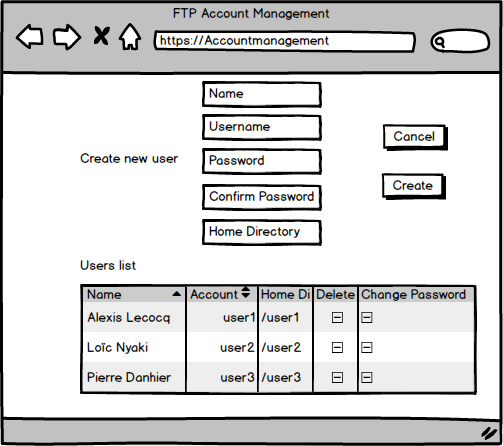 FTP Account Management
https://Accountmanagement
Name
Username
Create new user
Password
Confirm Password
Home Directory
Cancel
Create
Users list
Name Account Home Di Delete Change Password
Alexis Lecocq user1 /user1
Loïc Nyaki user2 /user2
Pierre Danhier user3 /user3